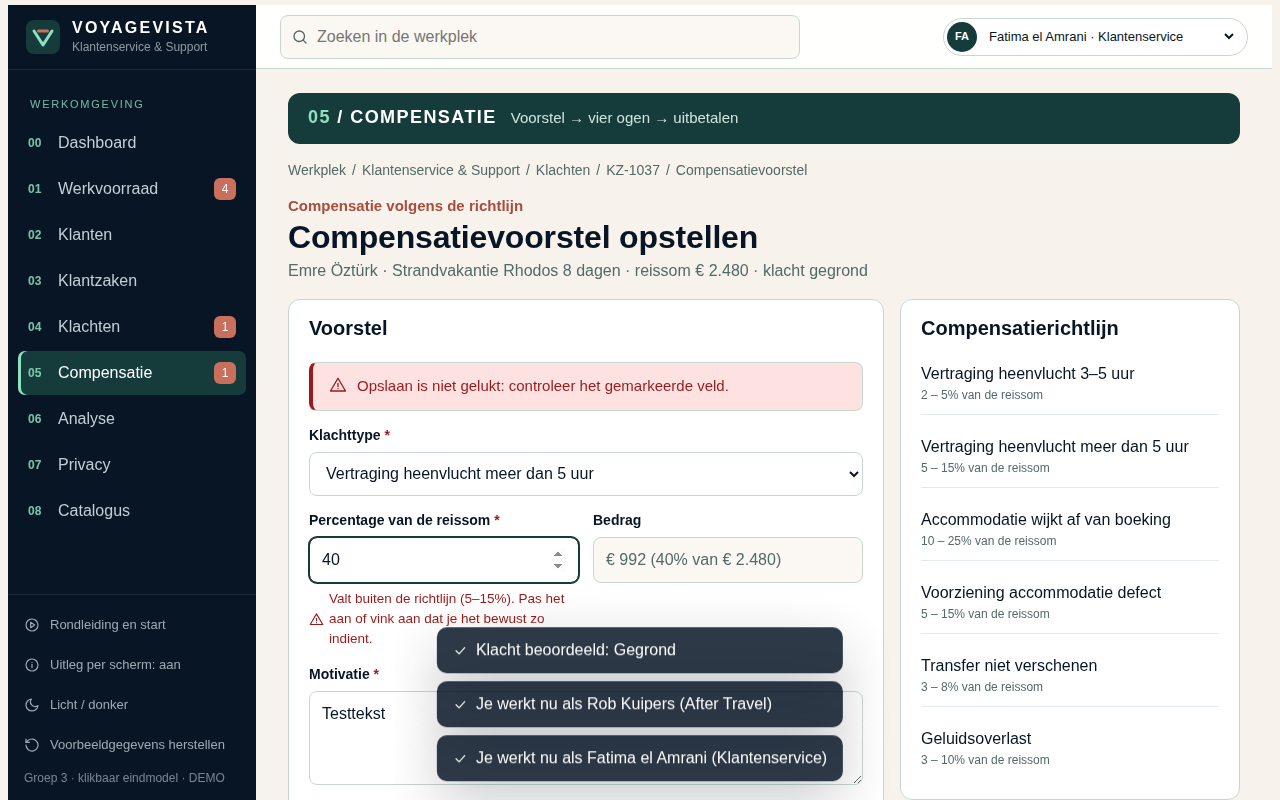 VOYAGEVISTA
Klantenservice & Support
Zoeken in de werkplek
FA
Fatima el Amrani · Klantenservice
WERKOMGEVING
00 Dashboard
01 Werkvoorraad 4
02 Klanten
03 Klantzaken
04 Klachten 1
05 Compensatie 1
06 Analyse
07 Privacy
08 Catalogus
Rondleiding en start
Uitleg per scherm: aan
Licht / donker
Voorbeeldgegevens herstellen
Groep 3 · klikbaar eindmodel · DEMO
05 / COMPENSATIE Voorstel → vier ogen → uitbetalen
Werkplek / Klantenservice & Support / Klachten / KZ-1037 / Compensatievoorstel
Compensatie volgens de richtlijn
Compensatievoorstel opstellen
Emre Öztürk · Strandvakantie Rhodos 8 dagen · reissom € 2.480 · klacht gegrond
Voorstel
Opslaan is niet gelukt: controleer het gemarkeerde veld.
Klachttype *
Vertraging heenvlucht meer dan 5 uur
Percentage van de reissom *
Bedrag
40
€ 992 (40% van € 2.480)
Valt buiten de richtlijn (5–15%). Pas het
aan of vink aan dat je het bewust zo
indient.
Motivatie *
Testtekst
Klacht beoordeeld: Gegrond
Je werkt nu als Rob Kuipers (After Travel)
Je werkt nu als Fatima el Amrani (Klantenservice)
Compensatierichtlijn
Vertraging heenvlucht 3–5 uur
2 – 5% van de reissom
Vertraging heenvlucht meer dan 5 uur
5 – 15% van de reissom
Accommodatie wijkt af van boeking
10 – 25% van de reissom
Voorziening accommodatie defect
5 – 15% van de reissom
Transfer niet verschenen
3 – 8% van de reissom
Geluidsoverlast
3 – 10% van de reissom